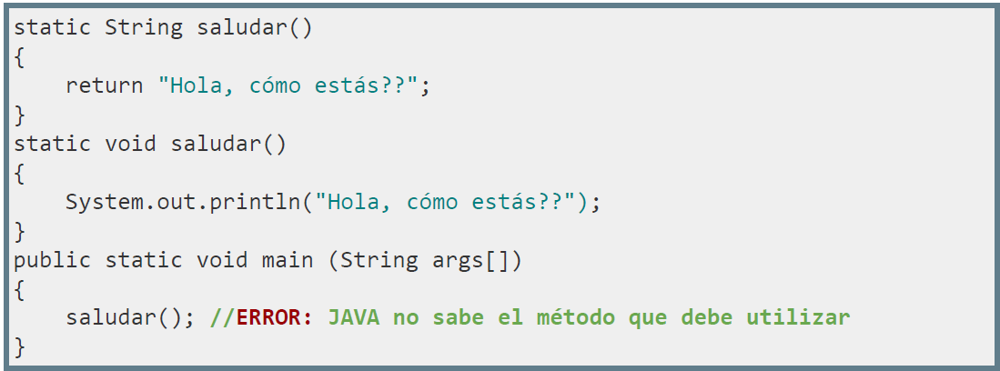 static String saludar()
{
    return "Hola, cómo estás??";
}
static void saludar()
{
    System.out.println("Hola, cómo estás??");
}
public static void main (String args[])
{
    saludar(); //ERROR: JAVA no sabe el método que debe utilizar
}